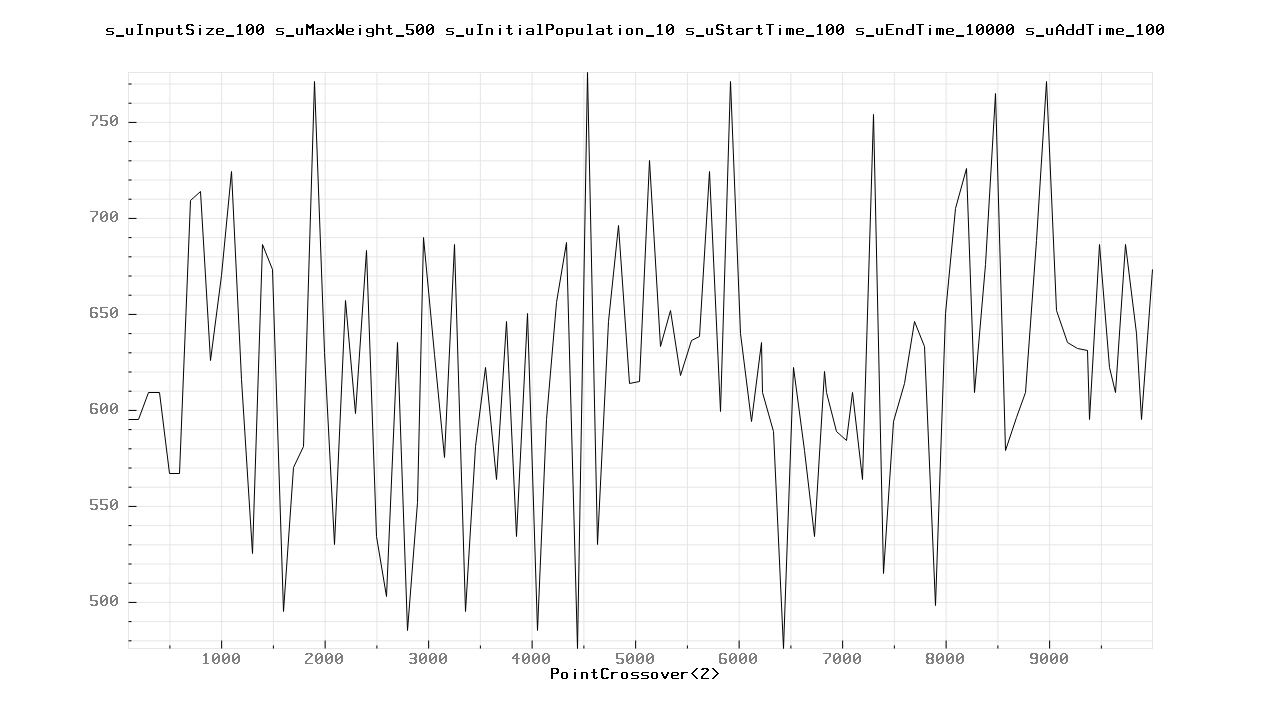 s_uInputSize_100 s_uMaxWeight_500 s_uInitialPopulation_10 s_uStartTime_100 s_uEndTime_10000 s_uAddTime_100
750
700
650
600
550
500
1000 2000 3000 4000 5000 6000 7000 8000 9000
PointCrossover<2>